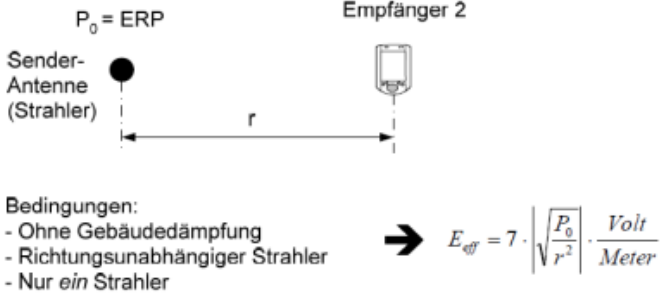 P₀ = ERP
Empfänger 2
Sender-
Antenne
(Strahler)
r
Bedingungen:
- Ohne Gebäudedämpfung
- Richtungsunabhängiger Strahler
- Nur ein Strahler
➔ E_eff = 7 · |√(P₀/r²)| · Volt/Meter